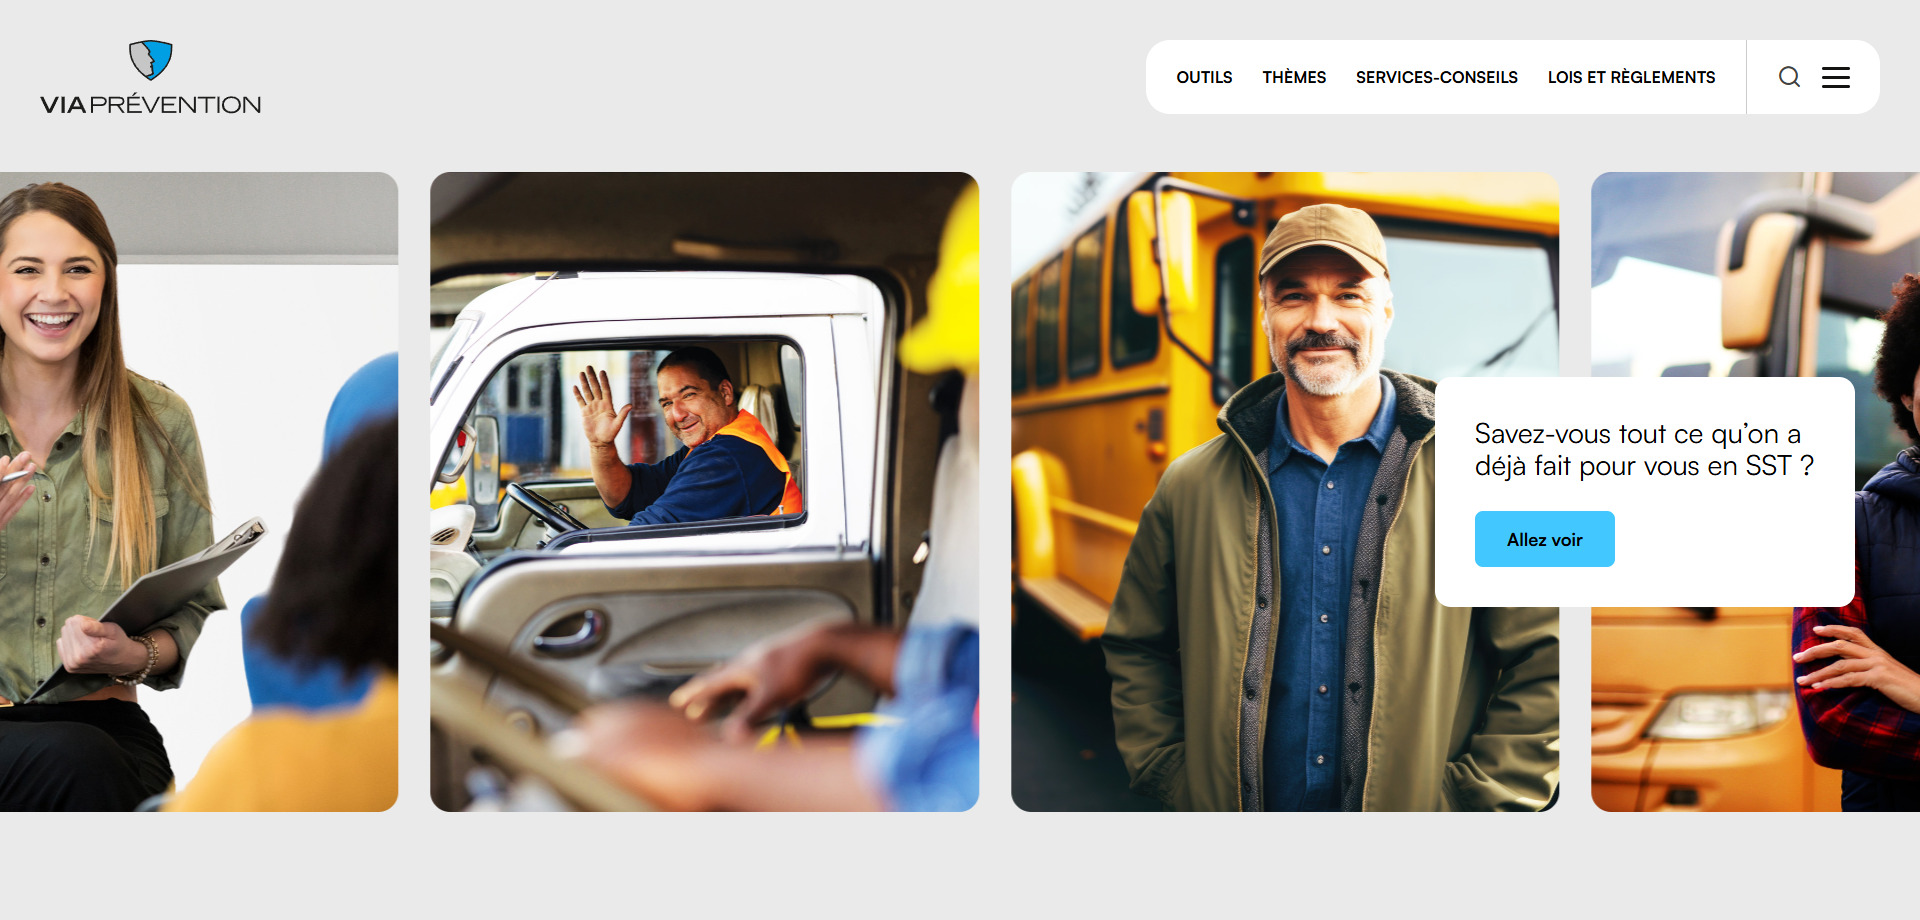 VIA PRÉVENTION
OUTILS
THÈMES
SERVICES-CONSEILS
LOIS ET RÈGLEMENTS
Savez-vous tout ce qu’on a
déjà fait pour vous en SST ?
Allez voir